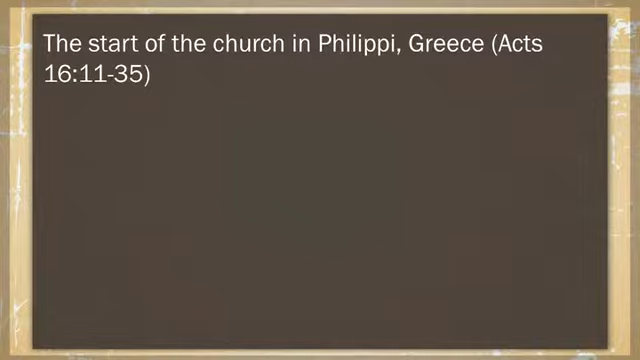 The start of the church in Philippi, Greece (Acts
16:11-35)